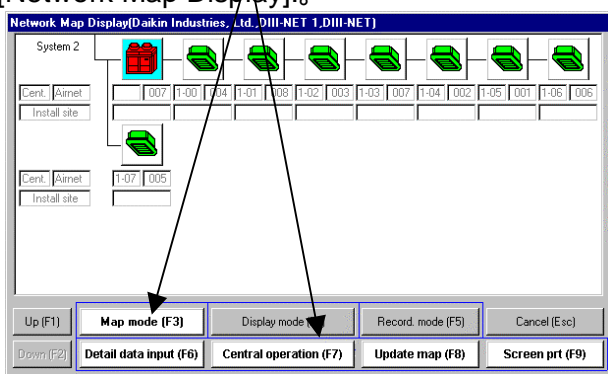 [Network Map Display].。
Network Map Display(Daikin Industries, Ltd.,DIII-NET 1,DIII-NET)
System 2
Cent. Airnet 007 1-00 004 1-01 008 1-02 003 1-03 007 1-04 002 1-05 001 1-06 006
Install site
Cent. Airnet 1-07 005
Install site
Up (F1) Map mode (F3) Display mode Record. mode (F5) Cancel (Esc)
Down (F2) Detail data input (F6) Central operation (F7) Update map (F8) Screen prt (F9)